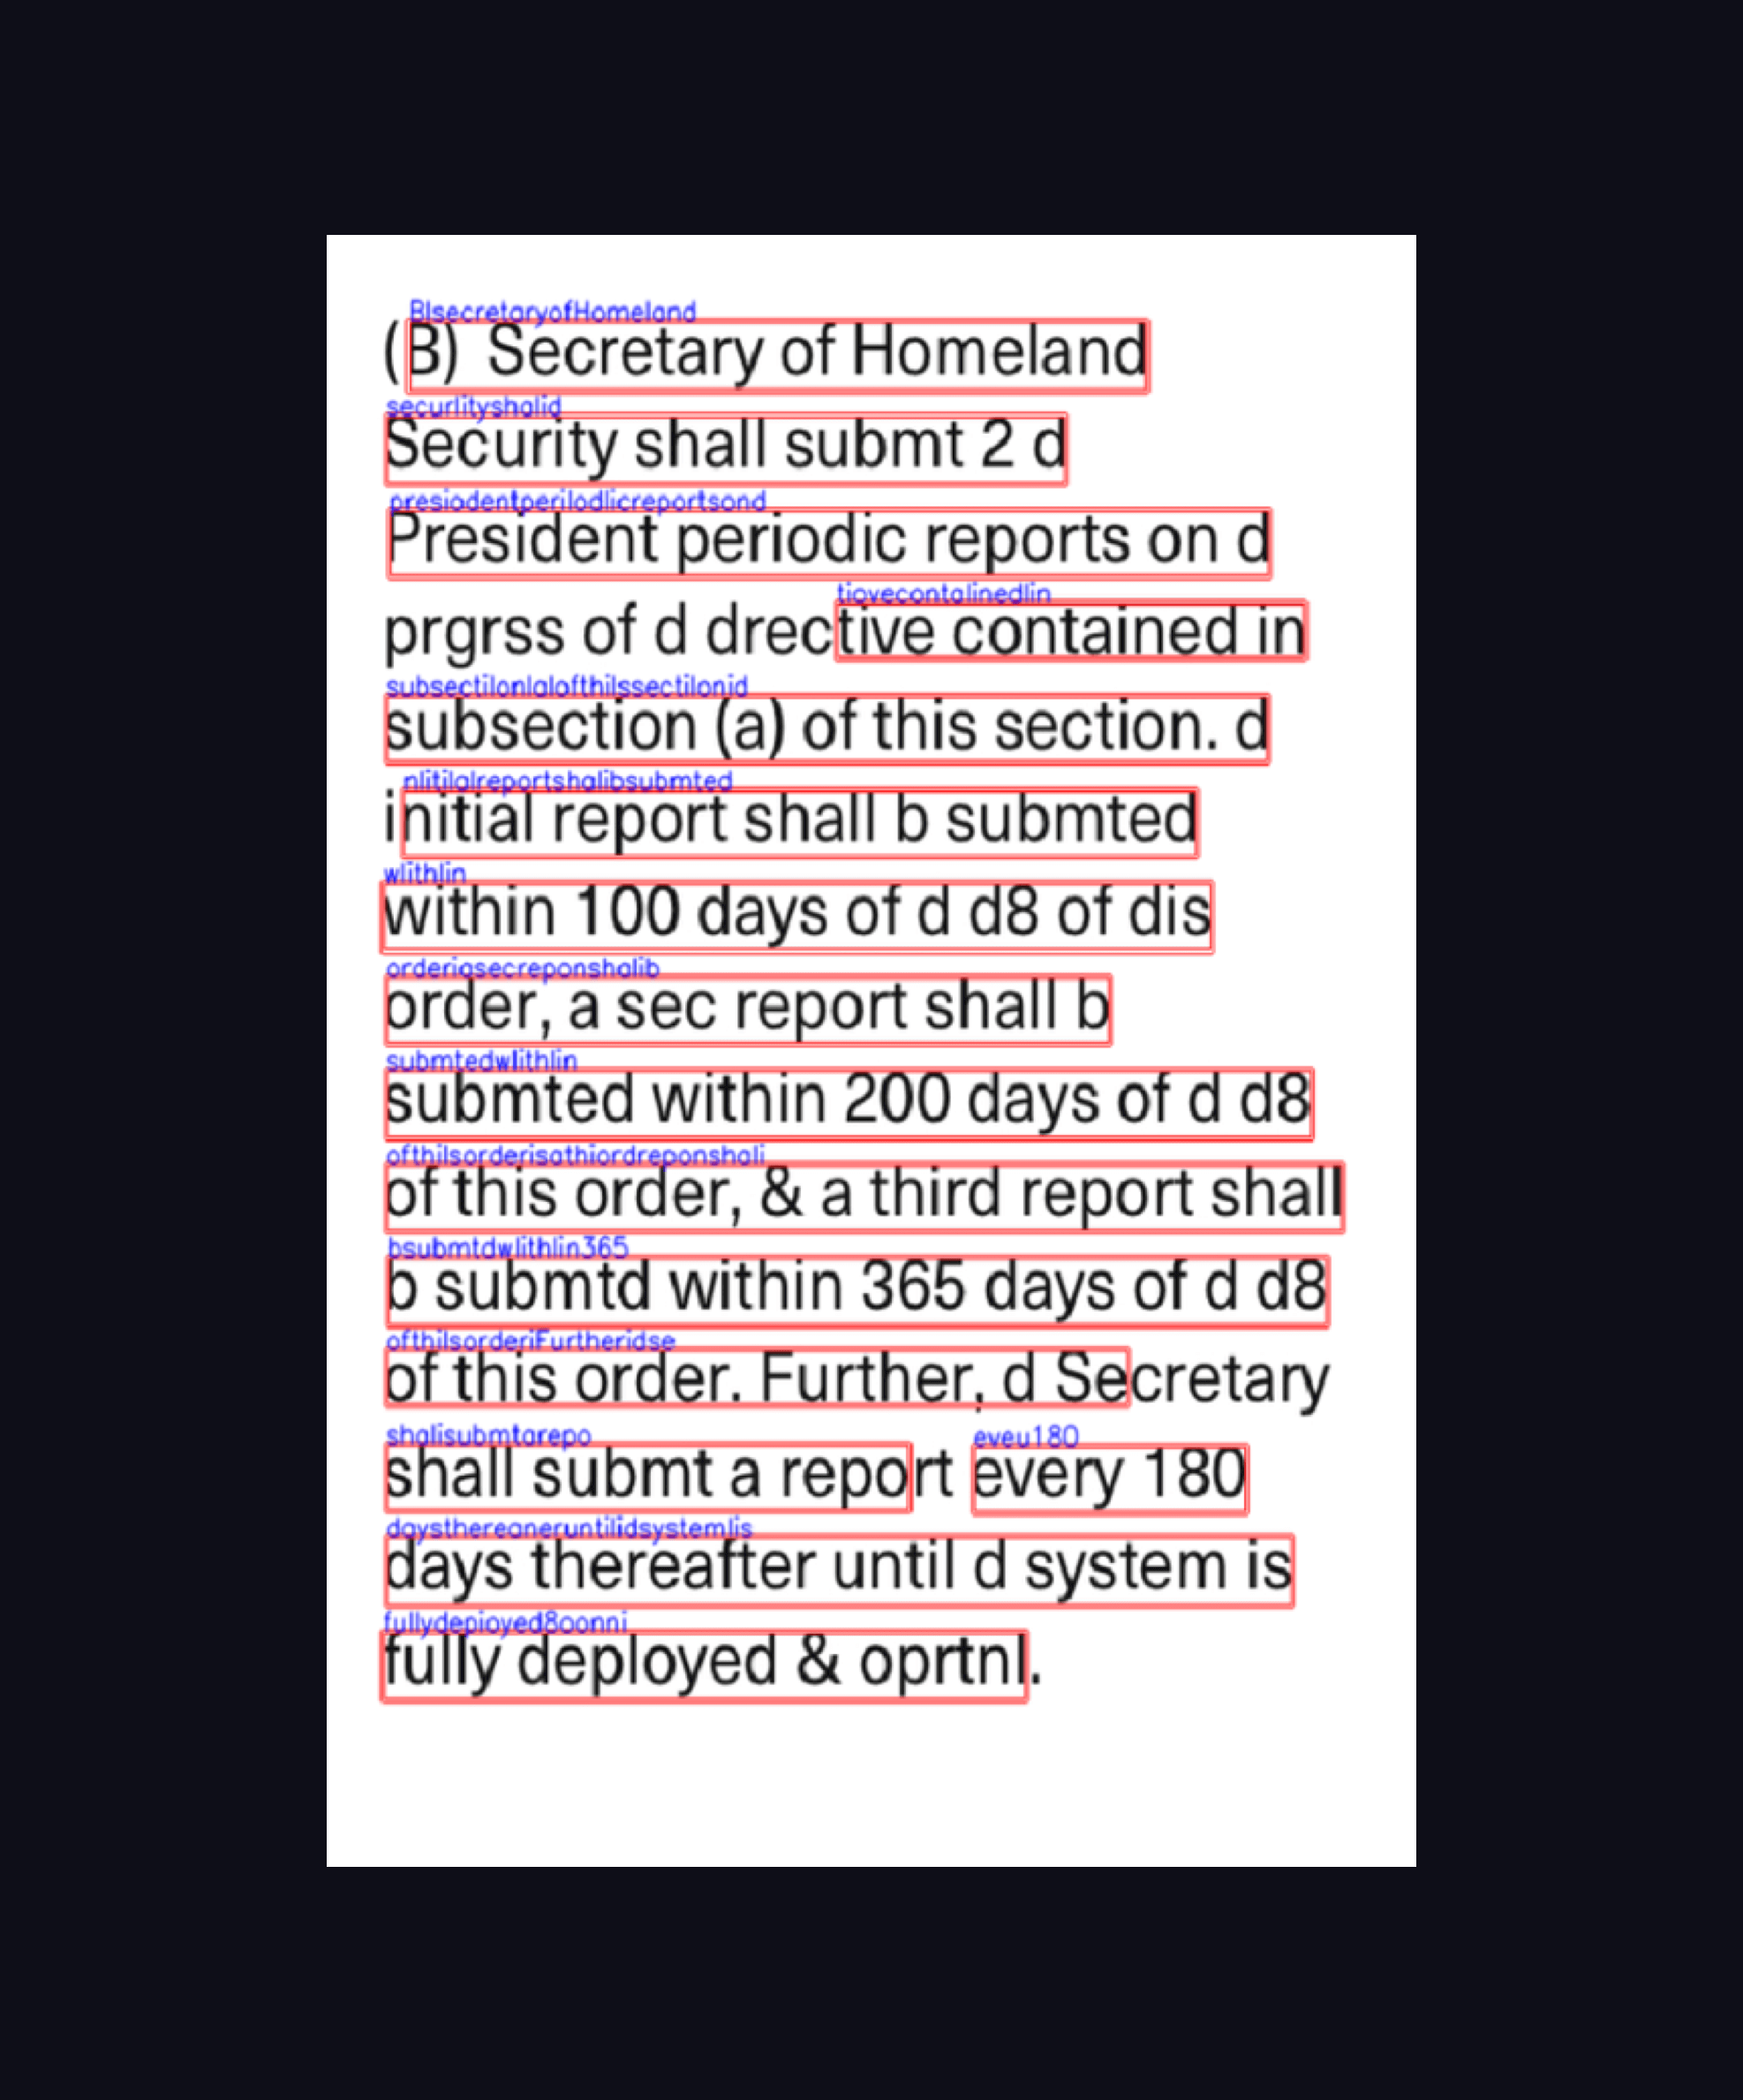 BIsecretaryofHomeland
(B) Secretary of Homeland
securlityshalid
Security shall submt 2 d
presiodentperilodlicreportsond
President periodic reports on d
tiovecontalinedlin
prgrss of d drective contained in
subsectilonlalofthilssectilonid
subsection (a) of this section. d
nlitilalreportshalibsubmted
initial report shall b submted
wlithlin
within 100 days of d d8 of dis
orderiasecreponshalib
order, a sec report shall b
submtedwlithlin
submted within 200 days of d d8
ofthilsorderisathiordreponshali
of this order, & a third report shall
bsubmtdwlithlin365
b submtd within 365 days of d d8
ofthilsorderiFurtheridse
of this order. Further, d Secretary
shalisubmtarepo eveu180
shall submt a report every 180
daysthereaneruntilidsystemlis
days thereafter until d system is
fullydepioyed8oonni
fully deployed & oprtnl.